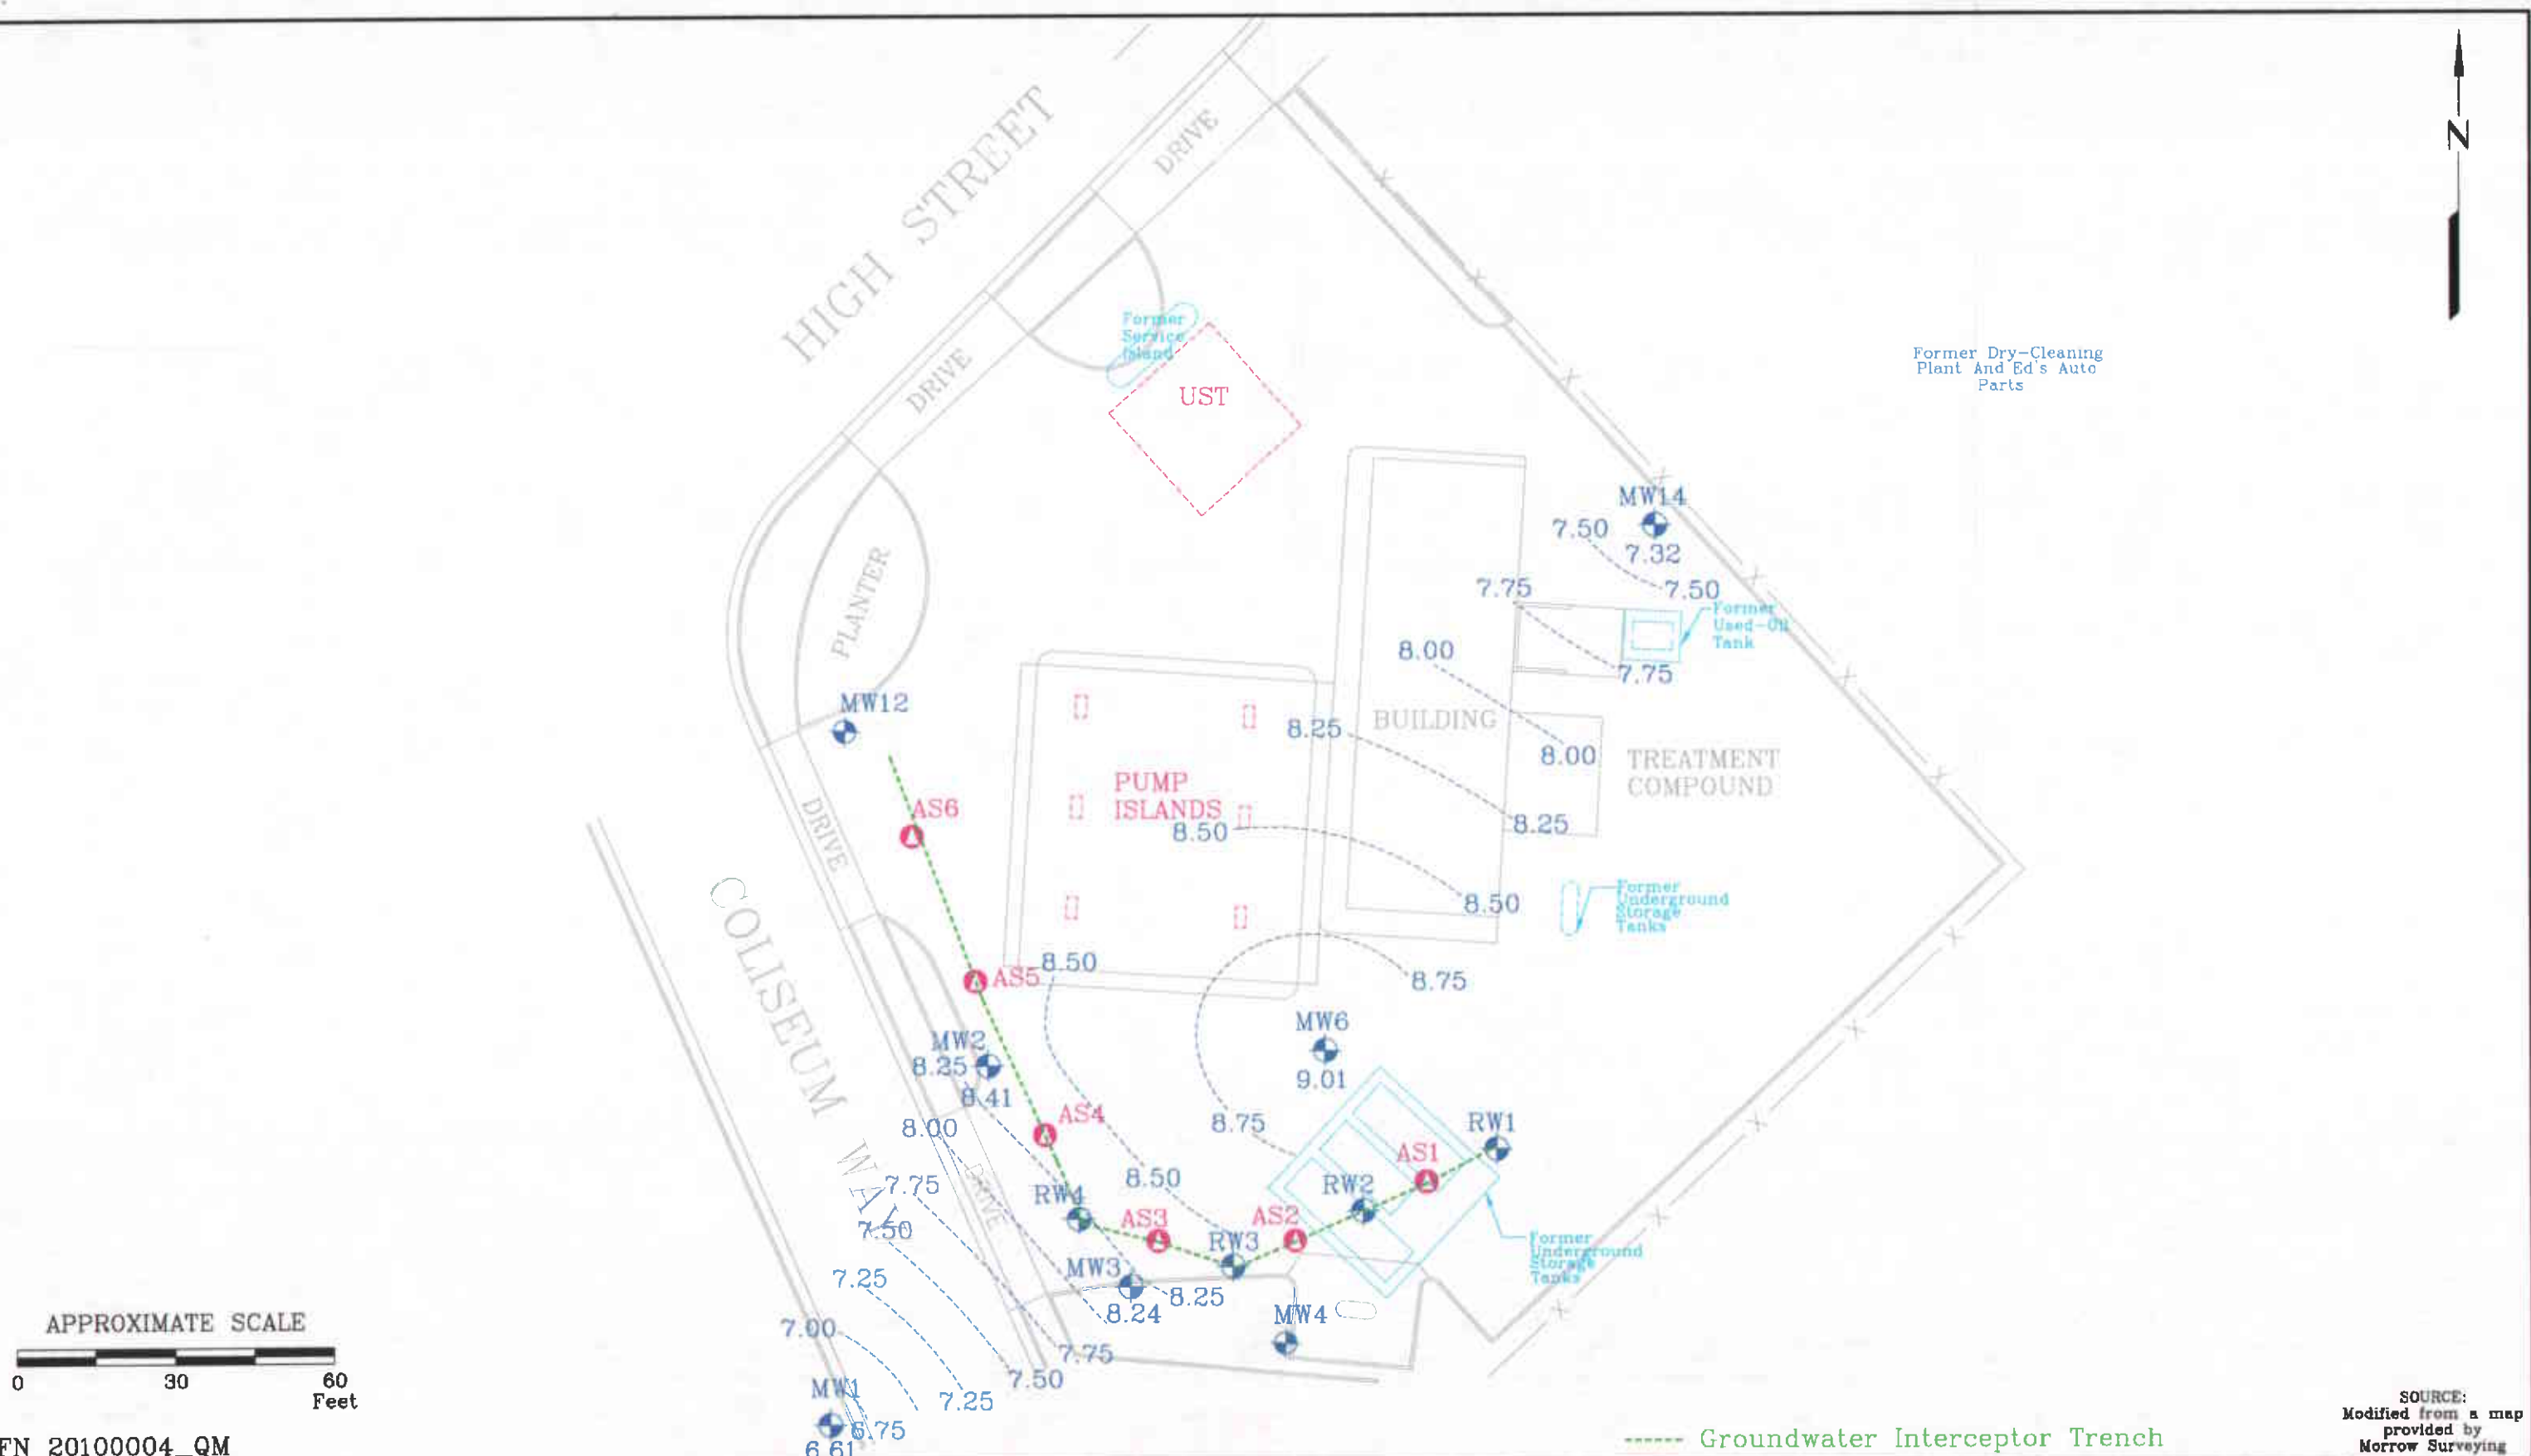 HIGH STREET
DRIVE
N
Former
Service
Island
UST
DRIVE
Former Dry-Cleaning
Plant And Ed's Auto
Parts
MW14
7.50
7.32
7.50
7.75
Former
Used-Oil
Tank
PLANTER
8.00
7.75
MW12
8.25
BUILDING
8.00
TREATMENT
COMPOUND
PUMP
ISLANDS
AS6
8.50
8.25
DRIVE
8.50
Former
Underground
Storage
Tanks
COLISEUM WAY
8.50
AS5
8.75
MW6
MW2
8.25
9.01
8.41
AS4
8.00
8.75
RW1
AS1
8.50
7.75
RW2
RW4
DRIVE
AS3
AS2
7.50
RW3
Former
Underground
Storage
Tanks
MW3
7.25
8.25
8.24
MW4
7.00
7.75
7.50
APPROXIMATE SCALE
0 30 60
Feet
MW1
7.25
6.75
6.61
FN 20100004_QM
Groundwater Interceptor Trench
SOURCE:
Modified from a map
provided by
Morrow Surveying
X
X
X
X
X
X
X
X
X
X
X
X
X